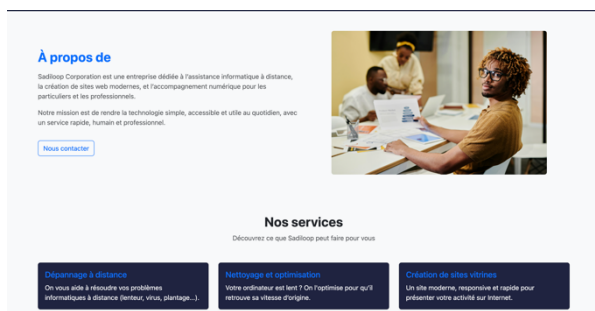 À propos de
Sadiloop Corporation est une entreprise dédiée à l'assistance informatique à distance,
la création de sites web modernes, et l'accompagnement numérique pour les
particuliers et les professionnels.
Notre mission est de rendre la technologie simple, accessible et utile au quotidien, avec
un service rapide, humain et professionnel.
Nous contacter
Nos services
Découvrez ce que Sadiloop peut faire pour vous
Dépannage à distance
On vous aide à résoudre vos problèmes
informatiques à distance (lenteur, virus, plantage...).
Nettoyage et optimisation
Votre ordinateur est lent ? On l'optimise pour qu'il
retrouve sa vitesse d'origine.
Création de sites vitrines
Un site moderne, responsive et rapide pour
présenter votre activité sur Internet.